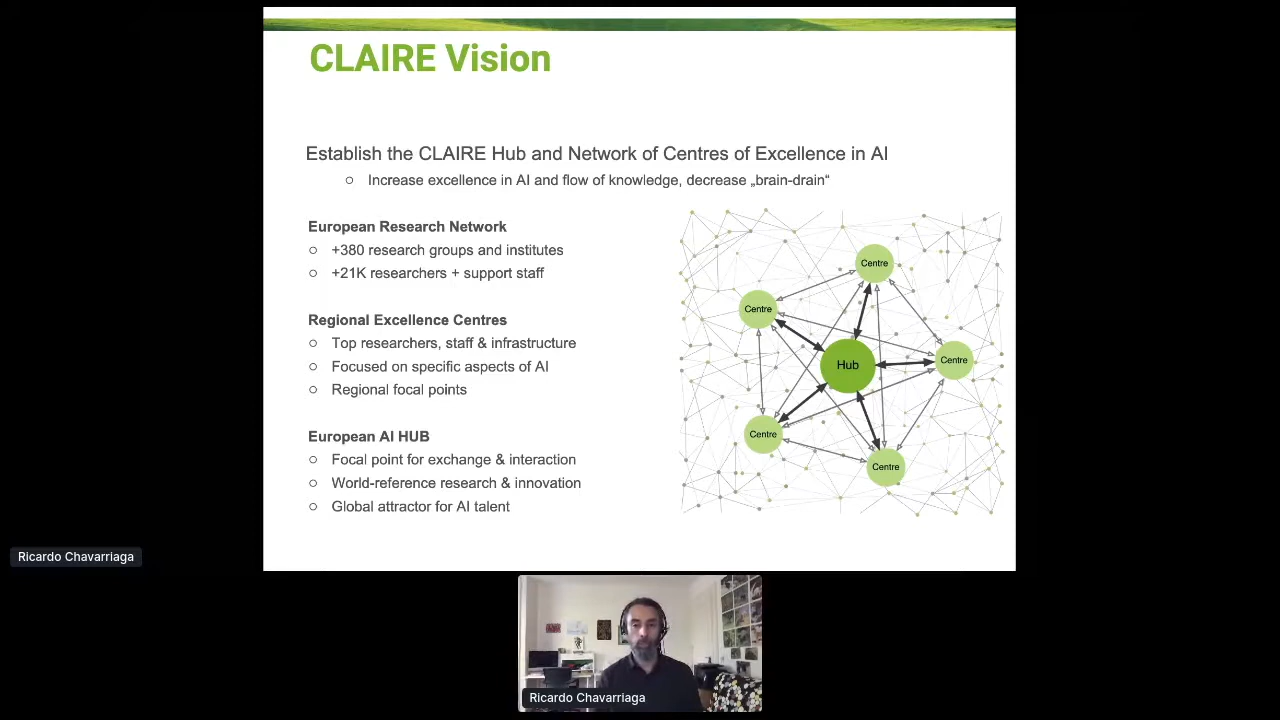 CLAIRE Vision
Establish the CLAIRE Hub and Network of Centres of Excellence in AI
○ Increase excellence in AI and flow of knowledge, decrease „brain-drain“
European Research Network
○ +380 research groups and institutes
○ +21K researchers + support staff
Regional Excellence Centres
○ Top researchers, staff & infrastructure
○ Focused on specific aspects of AI
○ Regional focal points
European AI HUB
○ Focal point for exchange & interaction
○ World-reference research & innovation
○ Global attractor for AI talent
Centre
Centre
Hub
Centre
Centre
Centre
Ricardo Chavarriaga
Ricardo Chavarriaga